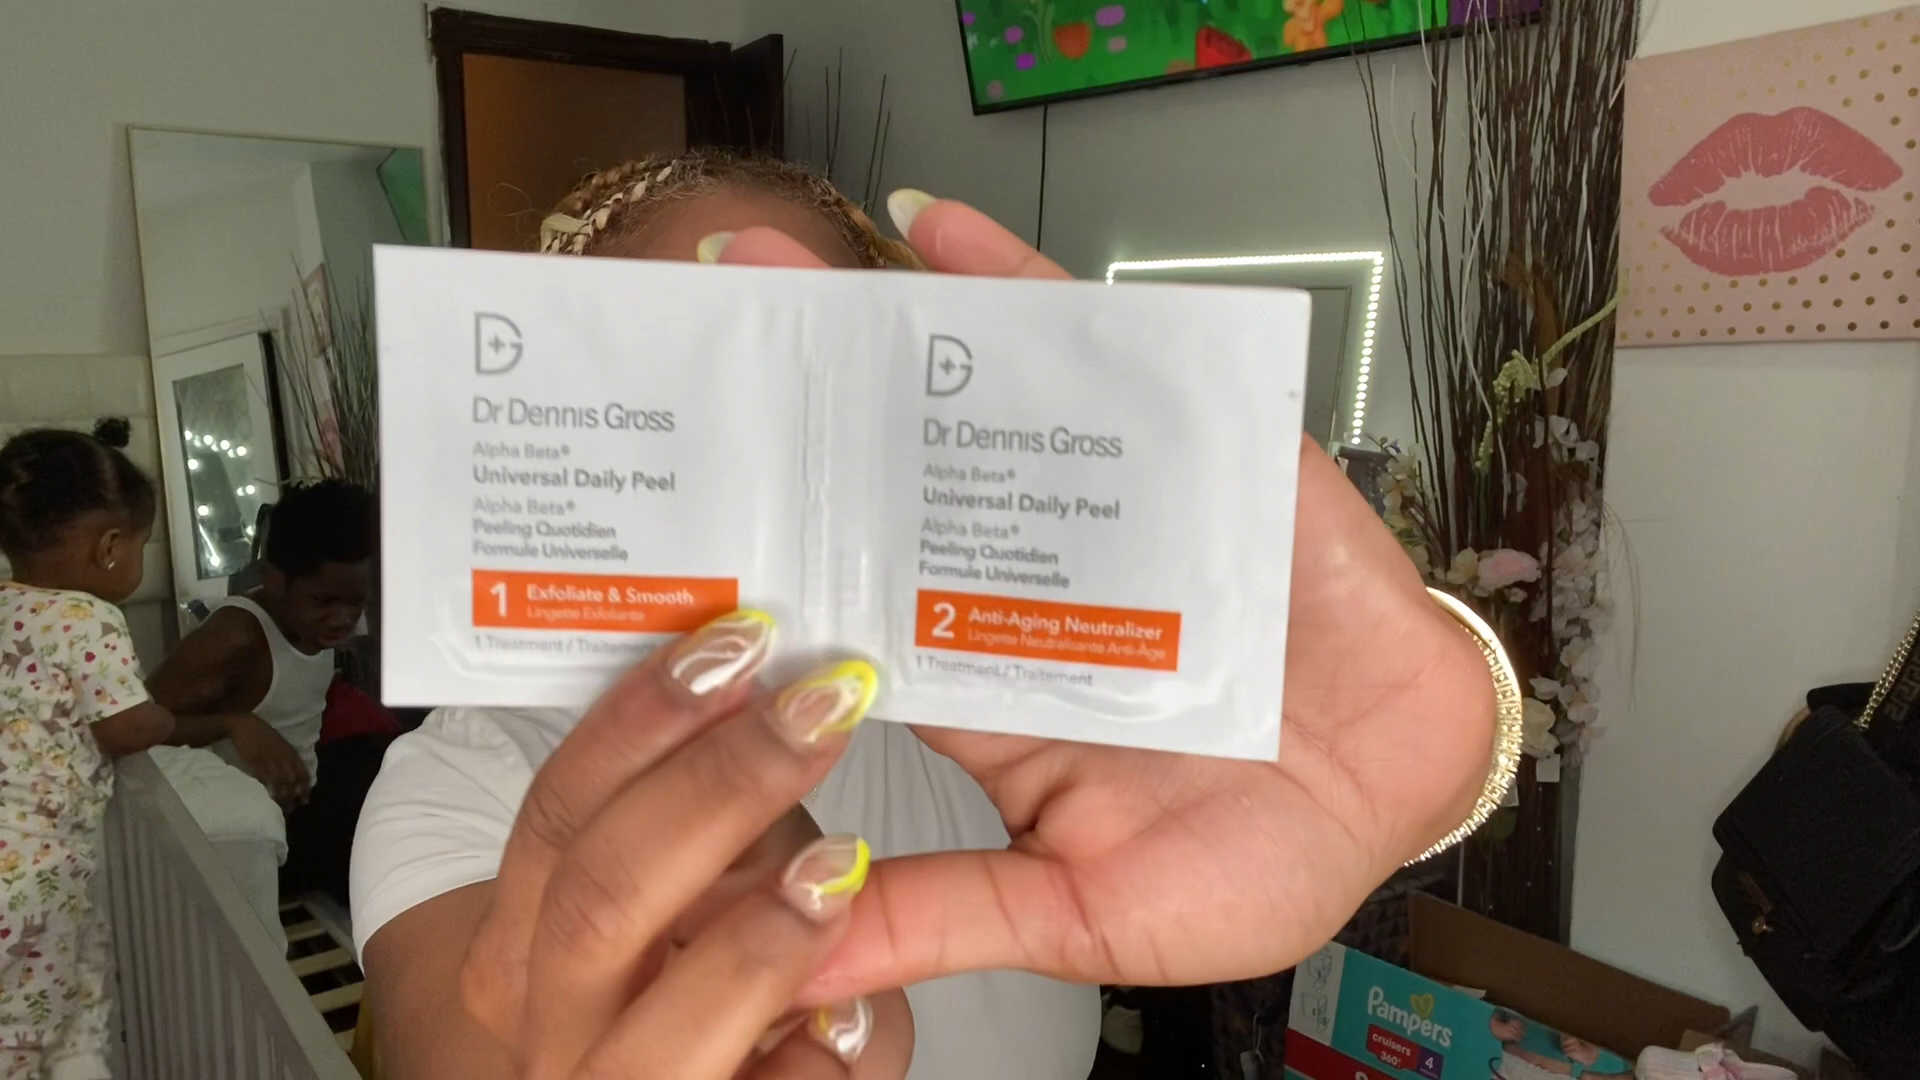 Dr Dennis Gross
Alpha Beta®
Universal Daily Peel
Alpha Beta®
Peeling Quotidien
Formule Universelle
1 Exfoliate & Smooth
Lingette Exfoliante
1 Treatment / Traitement
Dr Dennis Gross
Alpha Beta®
Universal Daily Peel
Alpha Beta®
Peeling Quotidien
Formule Universelle
2 Anti-Aging Neutralizer
Lingette Neutralisante Anti-Âge
1 Treatment / Traitement
Pampers
cruisers
360° 4